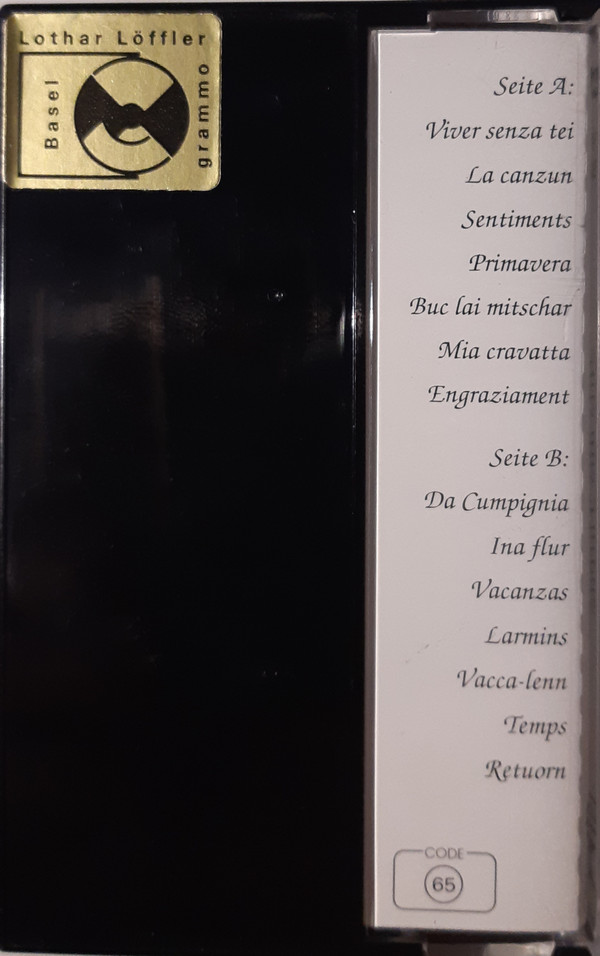 Lothar Löffler
Basel
grammo
Seite A:
Viver senza tei
La canzun
Sentiments
Primavera
Buc lai mitschar
Mia cravatta
Engraziament
Seite B:
Da Cumpignia
Ina flur
Vacanzas
Larmins
Vacca-lenn
Temps
Retuorn
CODE
65